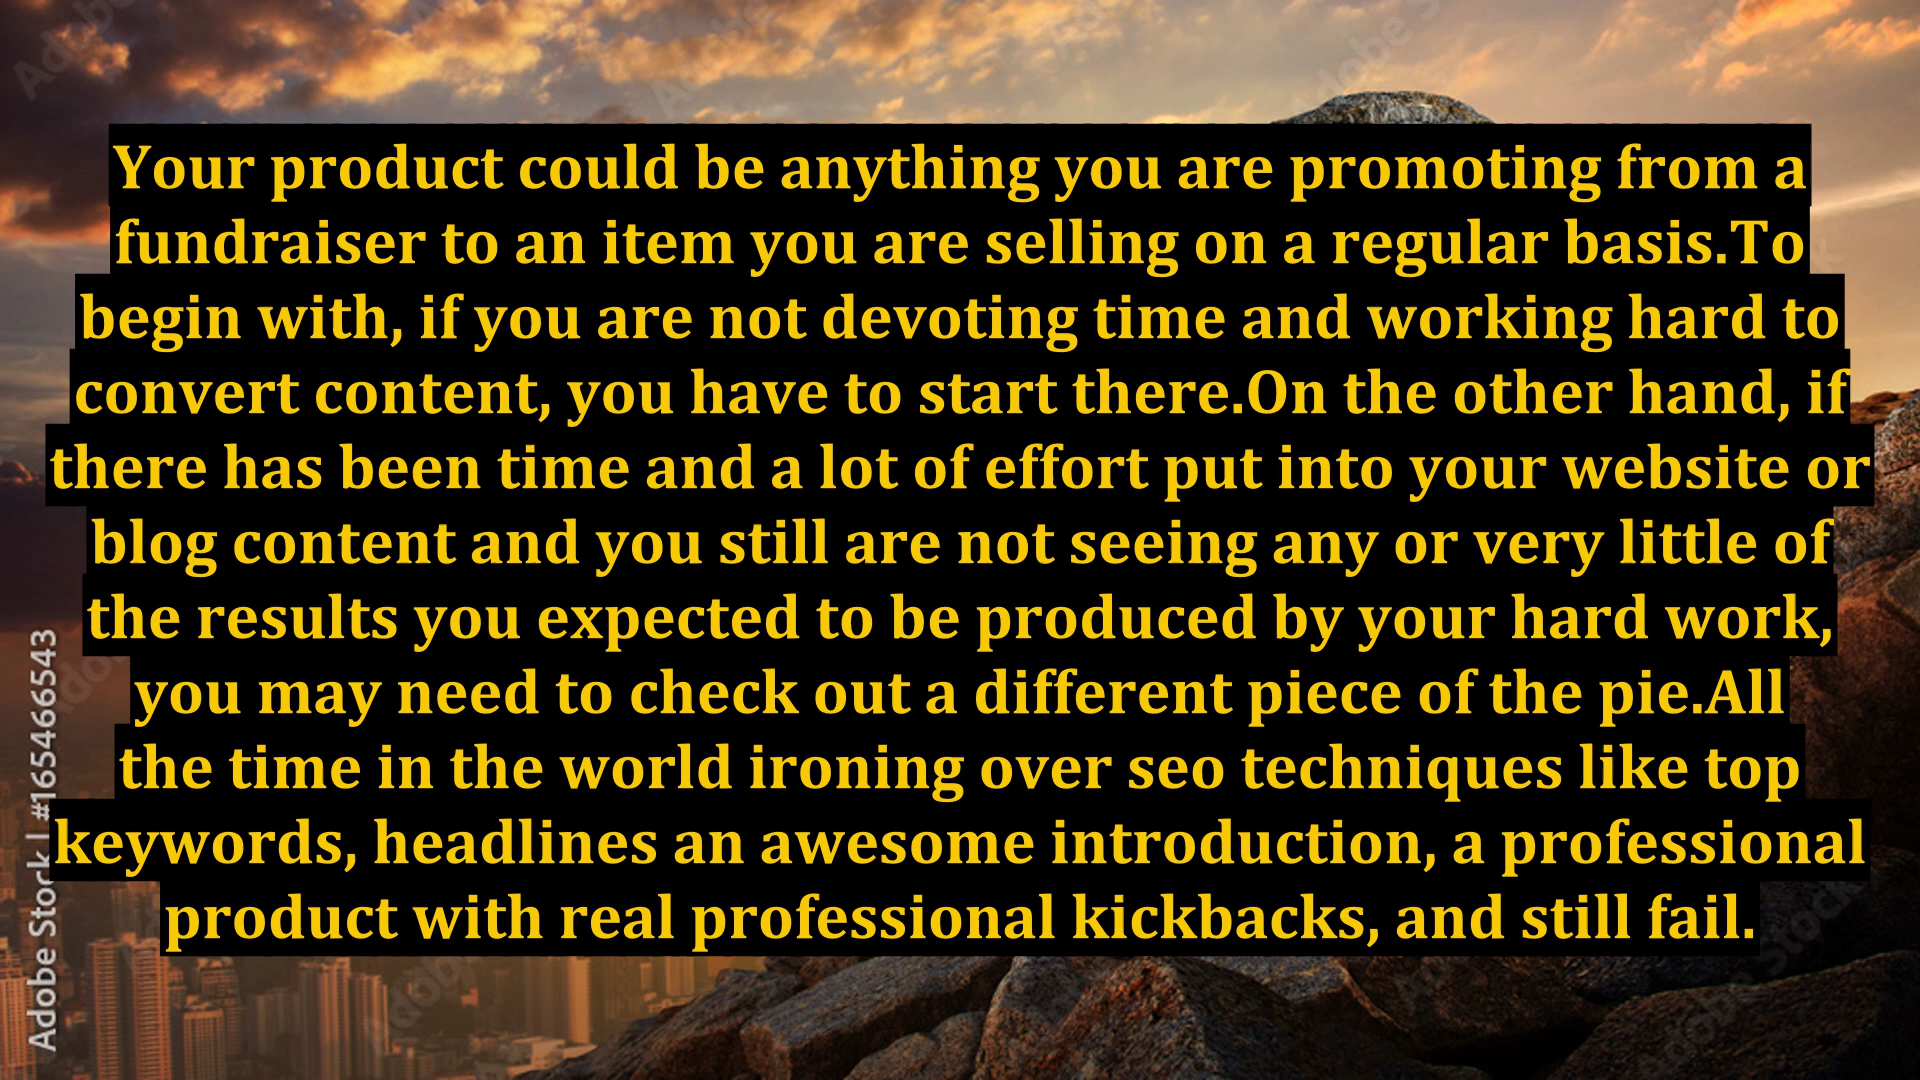 Your product could be anything you are promoting from a
fundraiser to an item you are selling on a regular basis.To
begin with, if you are not devoting time and working hard to
convert content, you have to start there.On the other hand, if
there has been time and a lot of effort put into your website or
blog content and you still are not seeing any or very little of
the results you expected to be produced by your hard work,
you may need to check out a different piece of the pie.All
the time in the world ironing over seo techniques like top
keywords, headlines an awesome introduction, a professional
product with real professional kickbacks, and still fail.
Adobe Stock | #165466543